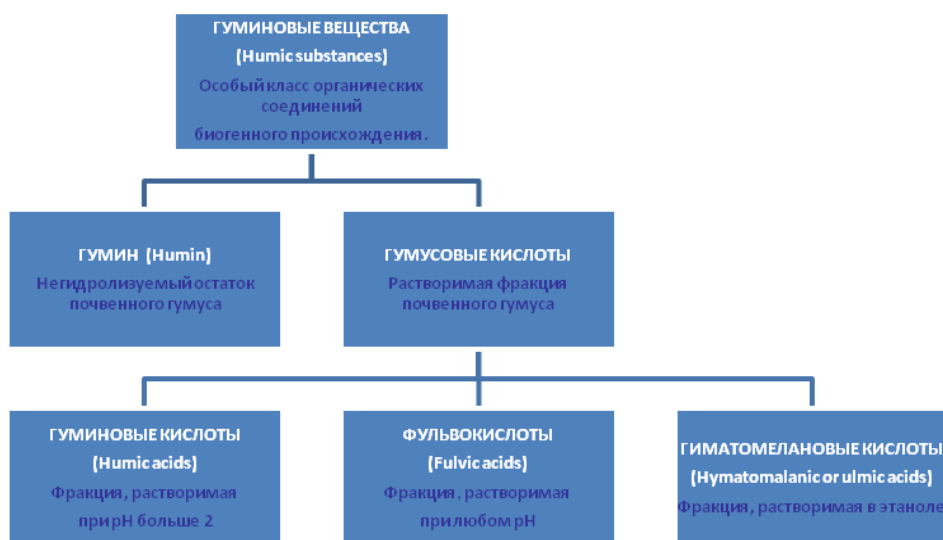 ГУМИНОВЫЕ ВЕЩЕСТВА
(Humic substances)
Особый класс органических
соединений
биогенного происхождения.
ГУМИН (Humin)
Негидролизуемый остаток
почвенного гумуса
ГУМУСОВЫЕ КИСЛОТЫ
Растворимая фракция
почвенного гумуса
ГУМИНОВЫЕ КИСЛОТЫ
(Humic acids)
Фракция, растворимая
при pH больше 2
ФУЛЬВОКИСЛОТЫ
(Fulvic acids)
Фракция, растворимая
при любом pH
ГИМАТОМЕЛАНОВЫЕ КИСЛОТЫ
(Hymatomalanic or ulmic acids)
Фракция, растворимая в этаноле